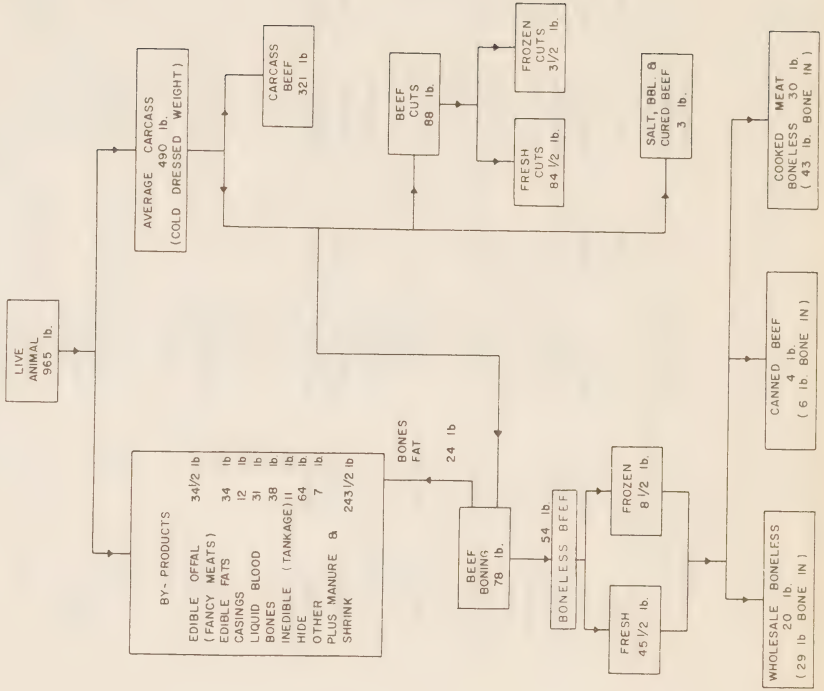 LIVE
ANIMAL
965 lb.
BY-PRODUCTS
EDIBLE OFFAL 34 1/2 lb
(FANCY MEATS)
EDIBLE FATS 34 lb
CASINGS 12 lb.
LIQUID BLOOD 31 lb.
BONES 38 lb.
INEDIBLE (TANKAGE) 11 lb.
HIDE 64 lb.
OTHER 7 lb.
PLUS MANURE &
SHRINK 243 1/2 lb
AVERAGE CARCASS
490 lb.
(COLD DRESSED WEIGHT)
CARCASS
BEEF
321 lb
BEEF
CUTS
88 lb.
FRESH
CUTS
84 1/2 lb.
FROZEN
CUTS
3 1/2 lb.
SALT, BBL. &
CURED BEEF
3 lb.
BONES
FAT
24 lb
BEEF
BONING
78 lb.
54 lb.
BONELESS BEEF
FRESH
45 1/2 lb.
FROZEN
8 1/2 lb.
WHOLESALE BONELESS
20 lb.
(29 lb BONE IN)
CANNED BEEF
4 lb.
(6 lb. BONE IN)
COOKED MEAT
BONELESS 30 lb.
(43 lb. BONE IN)